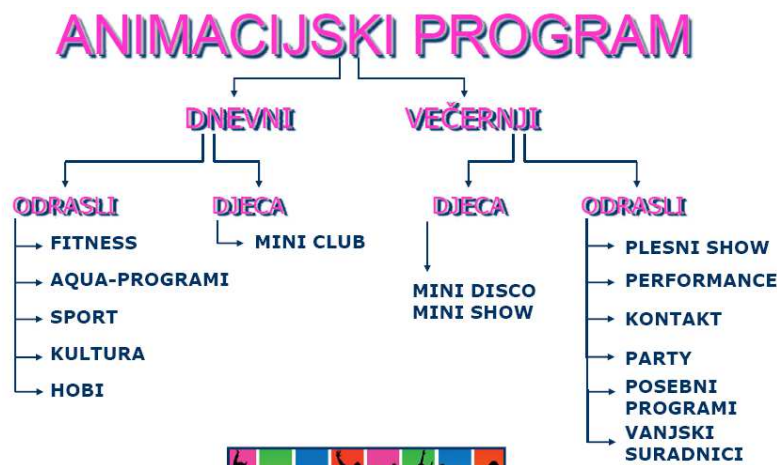 ANIMACIJSKI PROGRAM
DNEVNI
VEČERNJI
ODRASLI
DJECA
DJECA
ODRASLI
FITNESS
AQUA-PROGRAMI
SPORT
KULTURA
HOBI
MINI CLUB
MINI DISCO
MINI SHOW
PLESNI SHOW
PERFORMANCE
KONTAKT
PARTY
POSEBNI
PROGRAMI
VANJSKI
SURADNICI